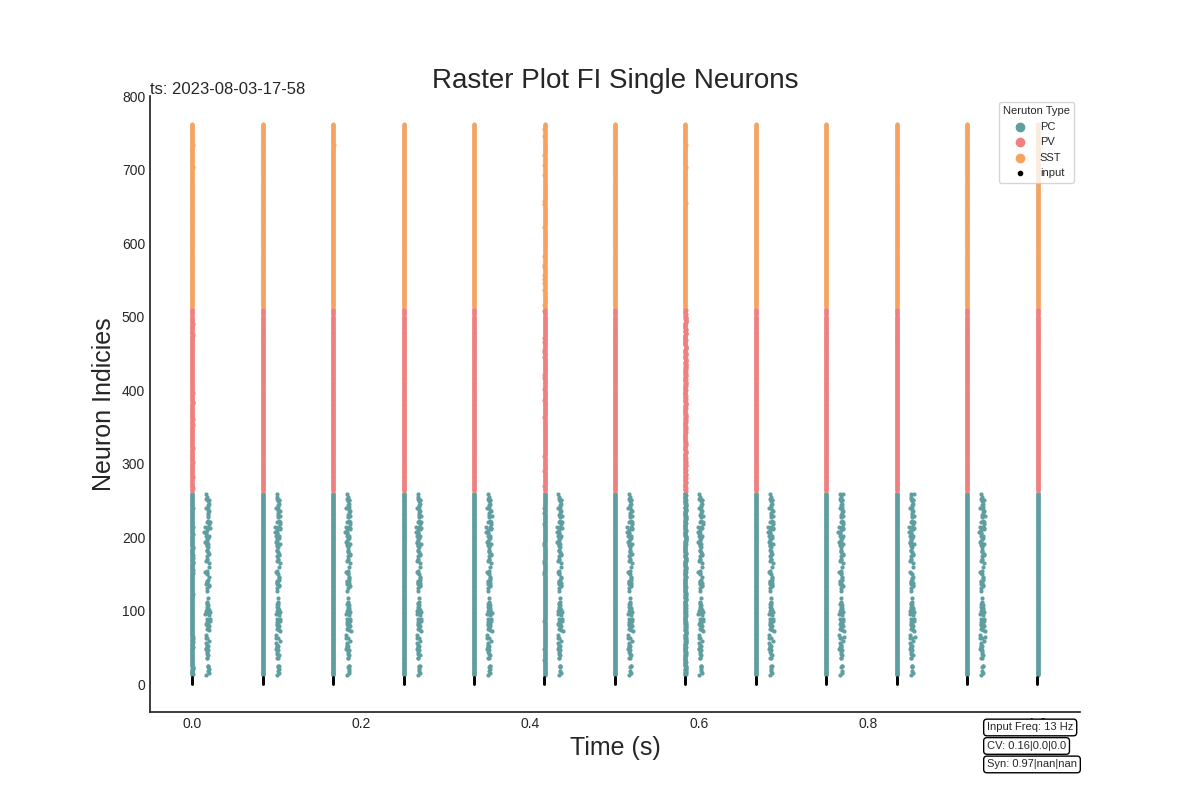 Raster Plot FI Single Neurons
ts: 2023-08-03-17-58
800
700
600
500
400
300
200
100
0
Neuron Indicies
Neruton Type
PC
PV
SST
input
0.0 0.2 0.4 0.6 0.8
Time (s)
Input Freq: 13 Hz
CV: 0.16|0.0|0.0
Syn: 0.97|nan|nan